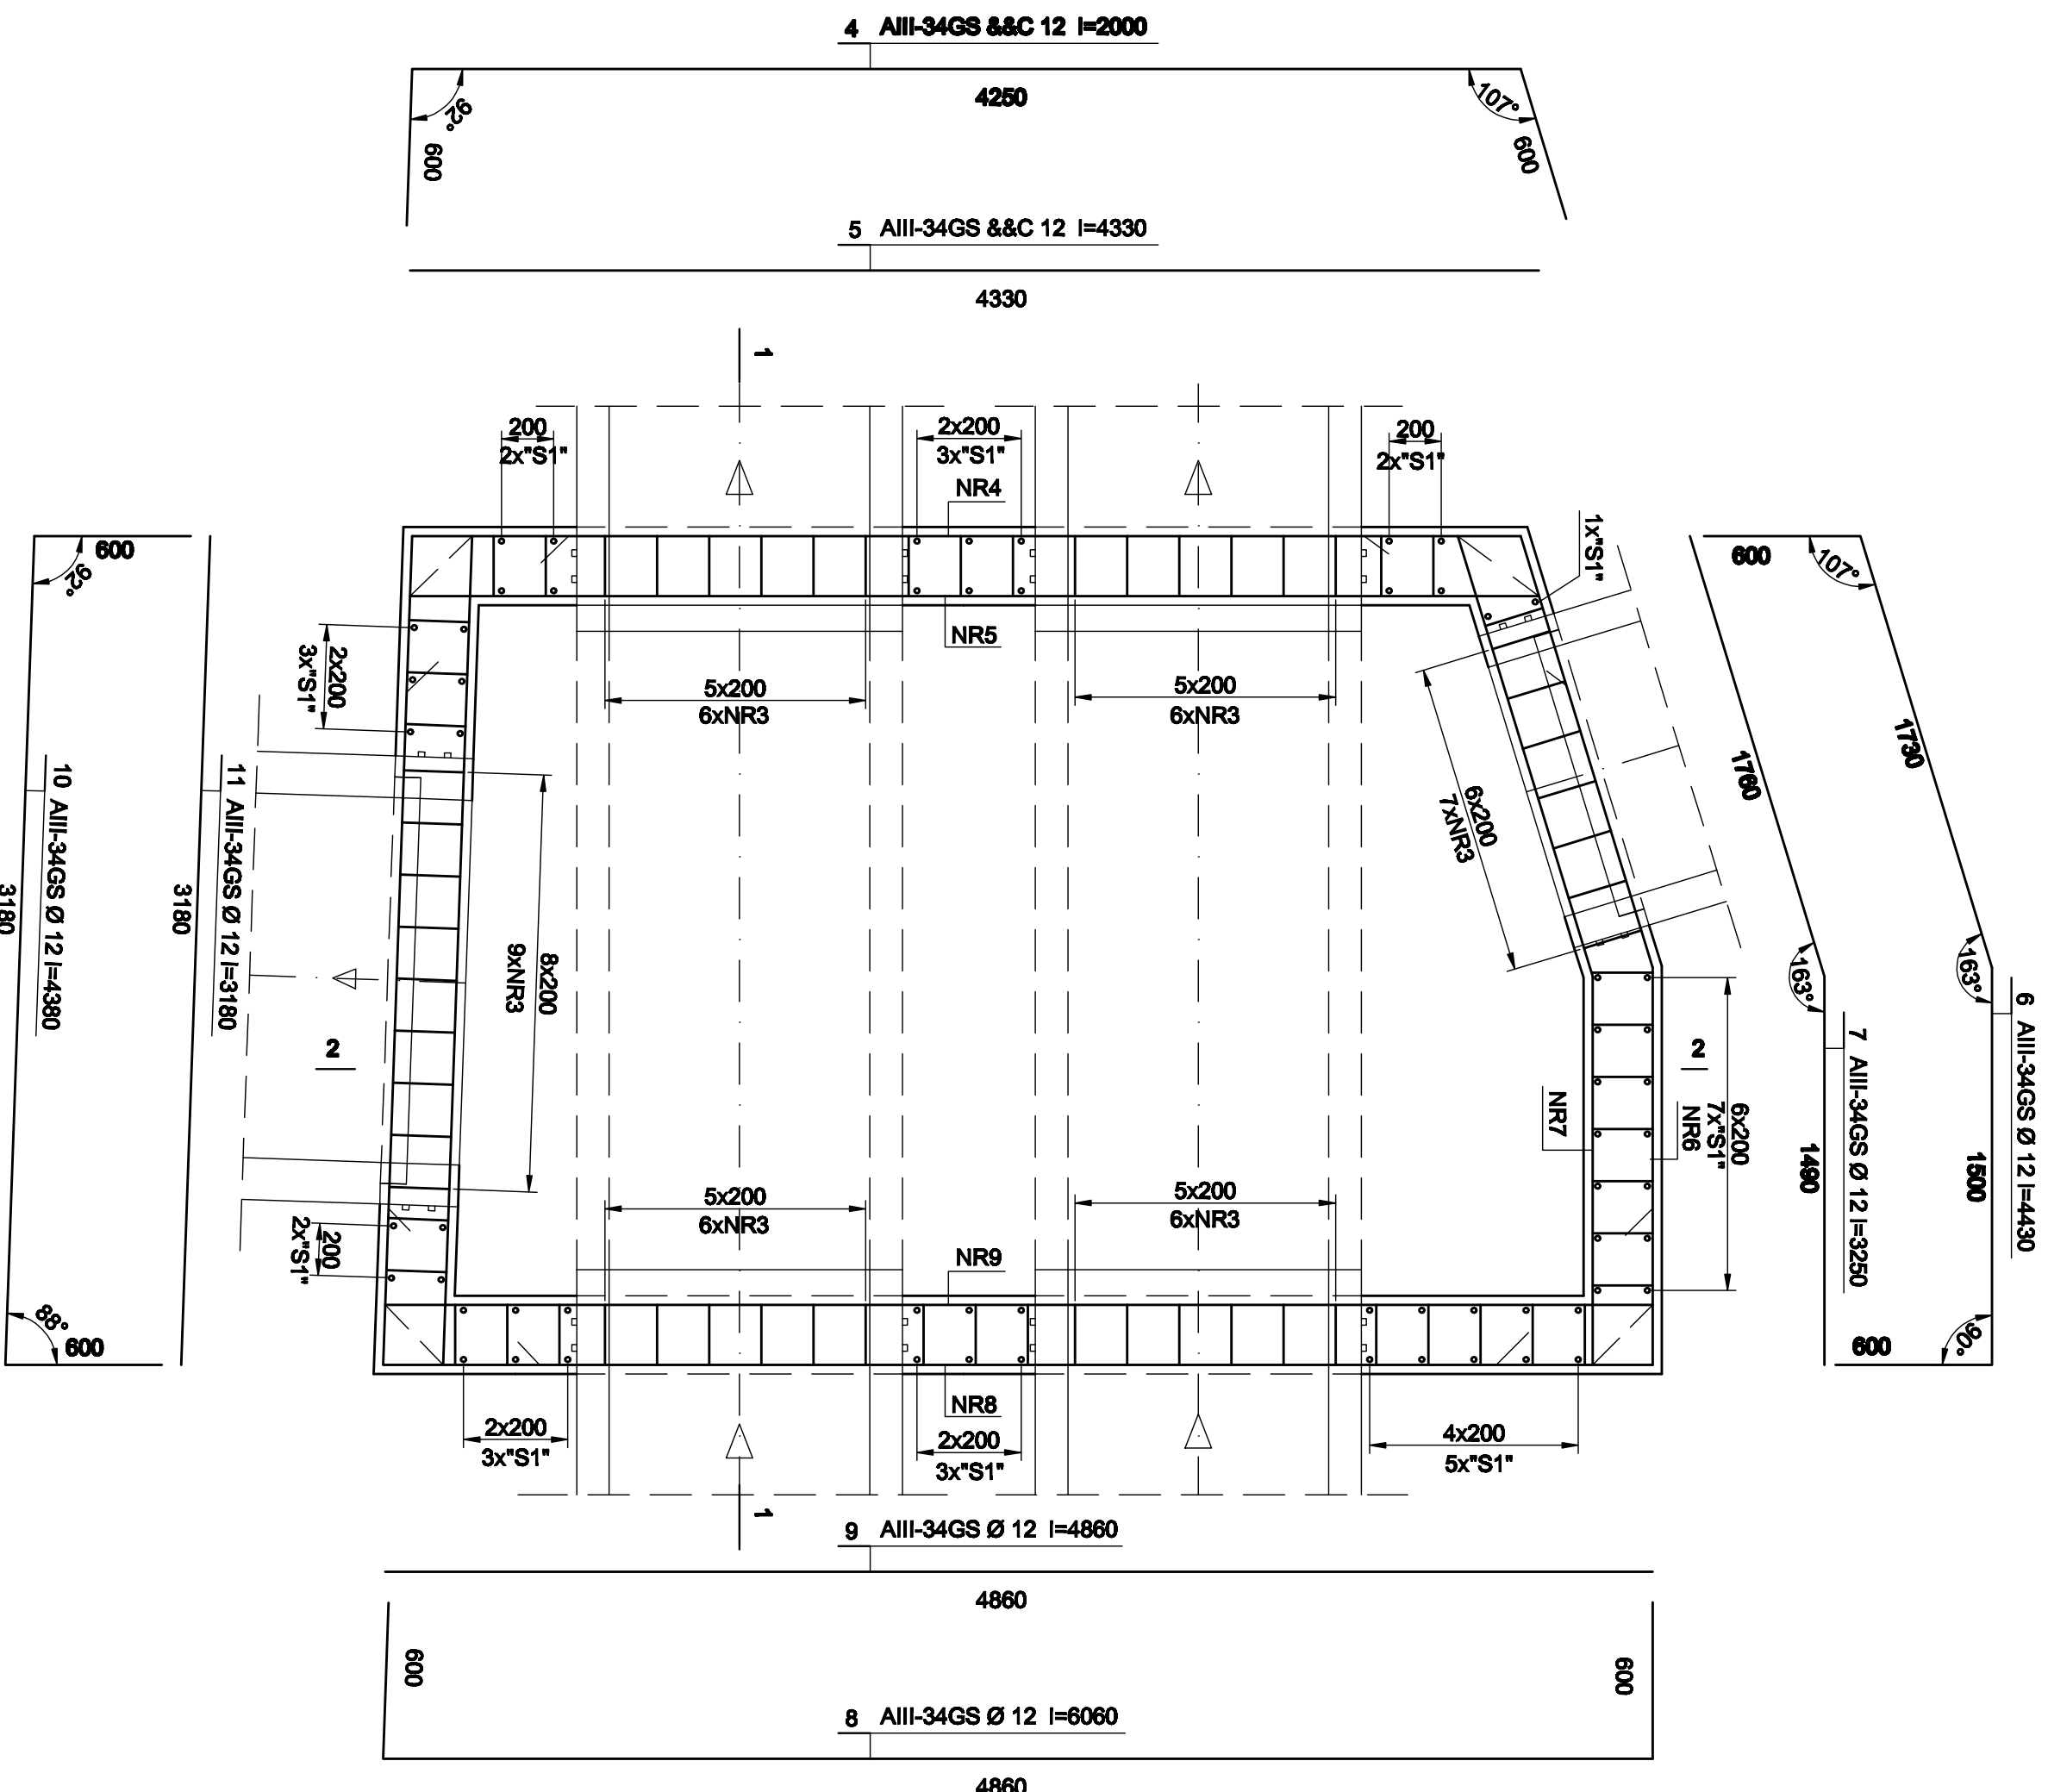 4 AIII-34GS &&C 12 l=2000
4250
92°
107°
600
600
5 AIII-34GS &&C 12 l=4330
4330
1
200
2x"S1"
2x200
3x"S1"
200
2x"S1"
NR4
1x"S1"
600
92°
600
107°
NR5
2x200
3x"S1"
5x200
6xNR3
5x200
6xNR3
1730
1760
6x200
7xNR3
10 AIII-34GS Ø 12 l=4380
3180
11 AIII-34GS Ø 12 l=3180
3180
8x200
9xNR3
163°
163°
2
2
6 AIII-34GS Ø 12 l=4430
1500
7 AIII-34GS Ø 12 l=3250
1490
NR7
NR6
6x200
7x"S1"
5x200
6xNR3
5x200
6xNR3
200
2x"S1"
NR9
88°
600
90°
600
NR8
2x200
3x"S1"
2x200
3x"S1"
4x200
5x"S1"
1
9 AIII-34GS Ø 12 l=4860
4860
600
600
8 AIII-34GS Ø 12 l=6060
4860